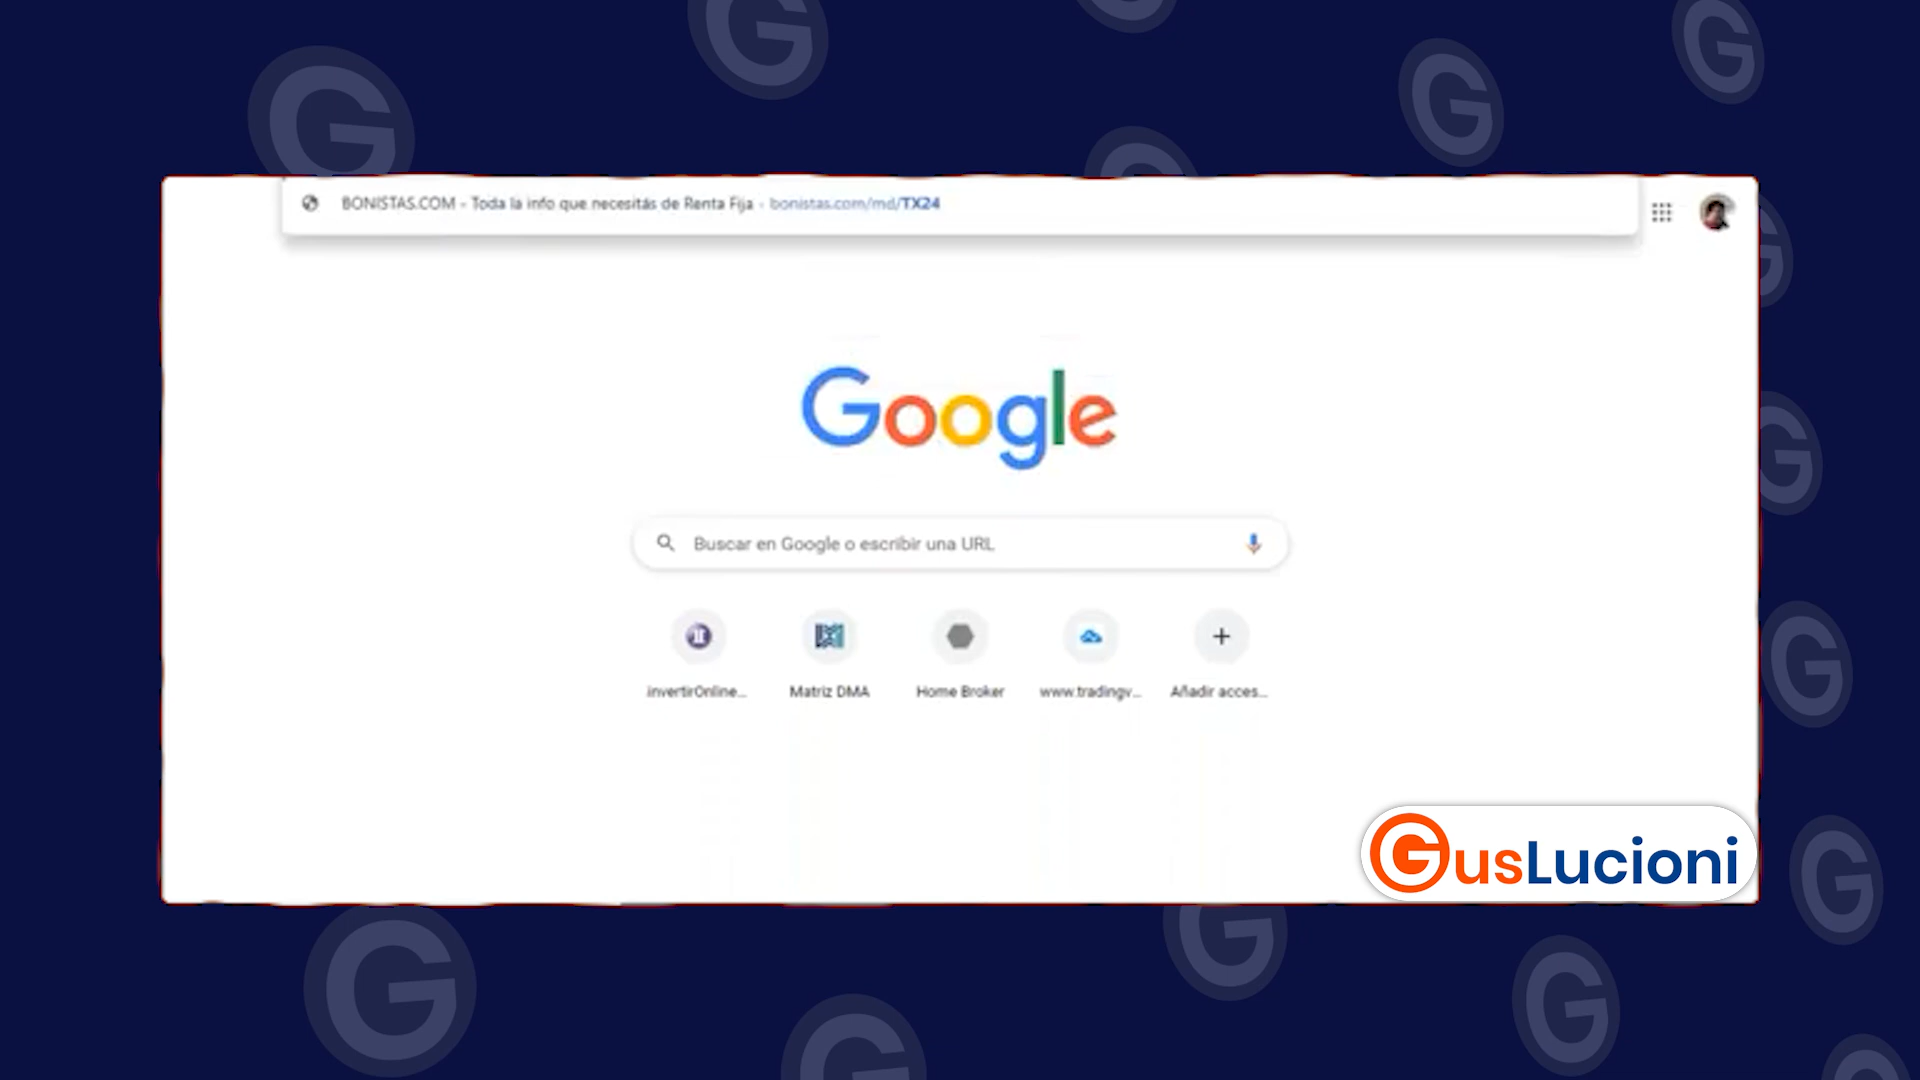 BONISTAS.COM - Toda la info que necesitás de Renta Fija - bonistas.com/md/TX24
Google
Buscar en Google o escribir una URL
invertirOnline... Matriz DMA Home Broker www.tradingv... Añadir acces...
GusLucioni